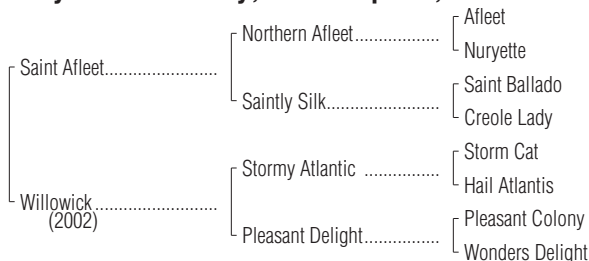 Afleet
Northern Afleet..................
Nuryette
Saint Afleet........................
Saint Ballado
Saintly Silk........................
Creole Lady
Storm Cat
Stormy Atlantic ................
Hail Atlantis
Willowick..........................
(2002)
Pleasant Colony
Pleasant Delight................
Wonders Delight